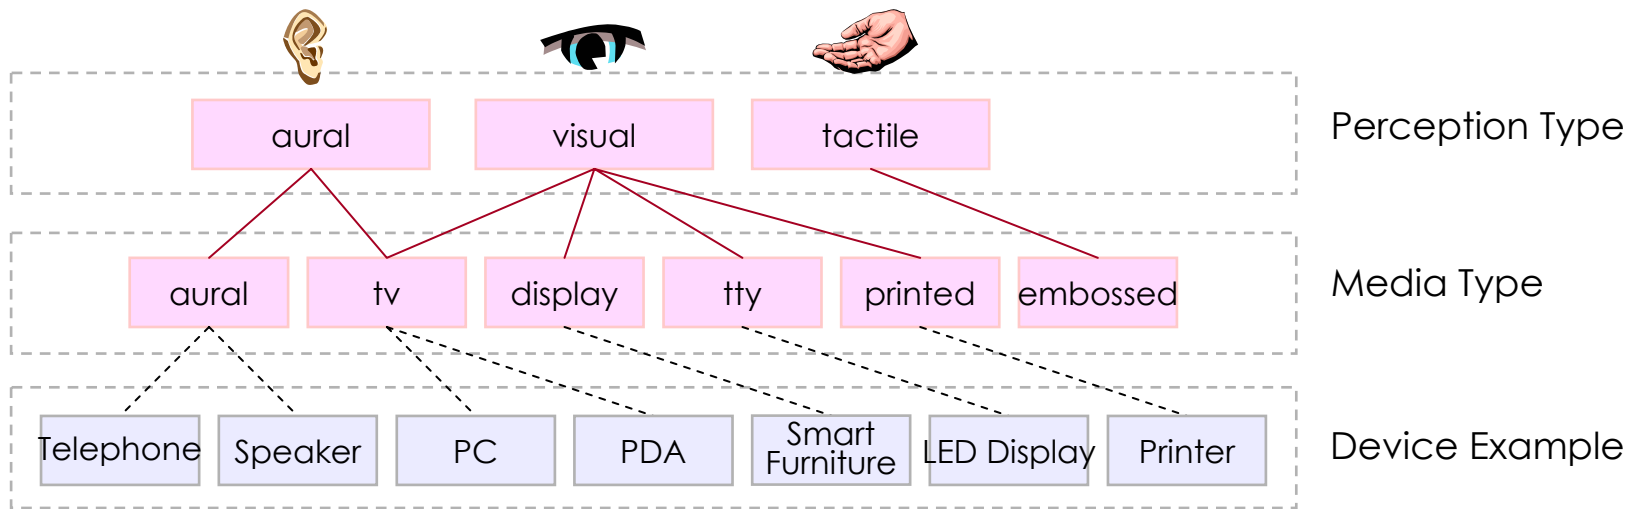 aural
visual
tactile
Perception Type
aural
tv
display
tty
printed
embossed
Media Type
Telephone
Speaker
PC
PDA
Smart
Furniture
LED Display
Printer
Device Example